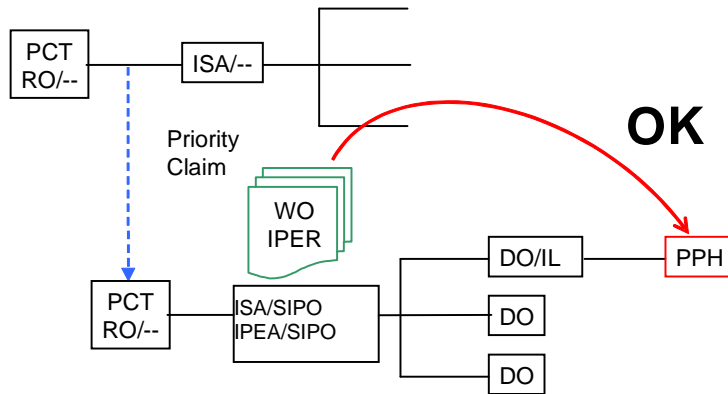 PCT
RO/--
ISA/--
OK
Priority
Claim
WO
IPER
DO/IL
PPH
PCT
RO/--
ISA/SIPO
IPEA/SIPO
DO
DO